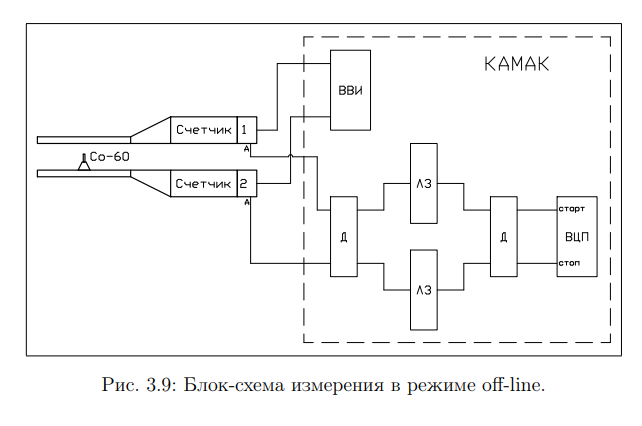 КАМАК
ВВИ
Счетчик 1
А
Со-60
Счетчик 2
А
ЛЗ
Д
Д
старт
ВЦП
стоп
ЛЗ
Рис. 3.9: Блок-схема измерения в режиме off-line.